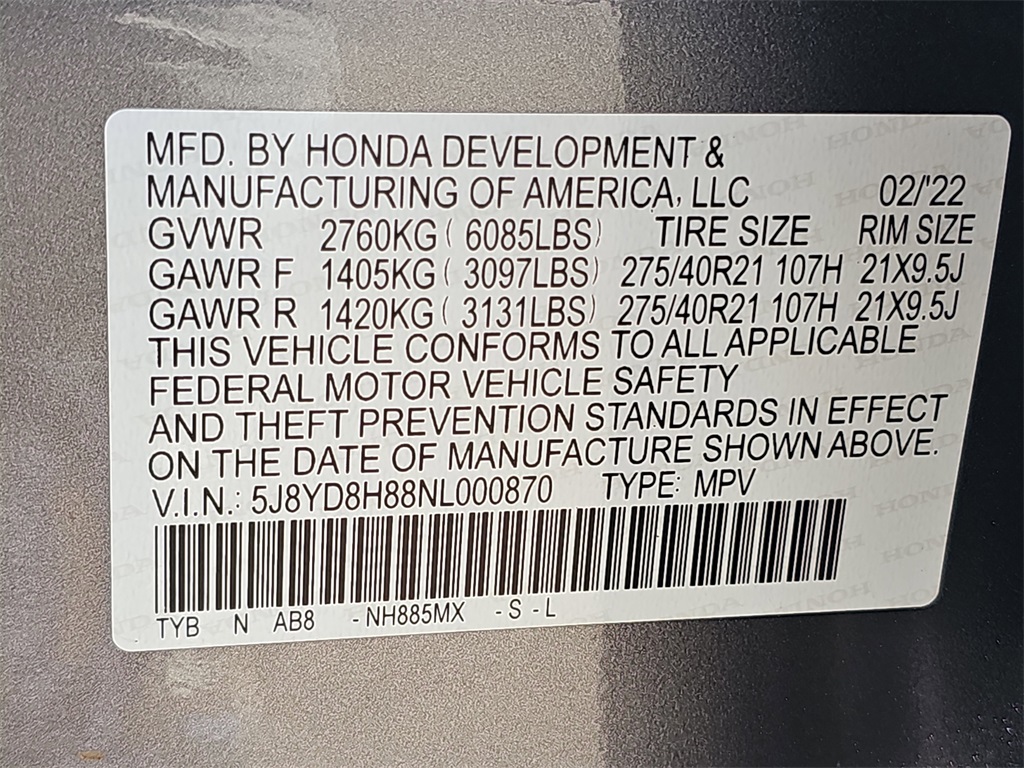 MFD. BY HONDA DEVELOPMENT &
MANUFACTURING OF AMERICA, LLC 02/'22
GVWR 2760KG ( 6085LBS) TIRE SIZE RIM SIZE
GAWR F 1405KG ( 3097LBS) 275/40R21 107H 21X9.5J
GAWR R 1420KG ( 3131LBS) 275/40R21 107H 21X9.5J
THIS VEHICLE CONFORMS TO ALL APPLICABLE
FEDERAL MOTOR VEHICLE SAFETY
AND THEFT PREVENTION STANDARDS IN EFFECT
ON THE DATE OF MANUFACTURE SHOWN ABOVE.
V.I.N.: 5J8YD8H88NL000870 TYPE: MPV
TYB N AB8 -NH885MX -S -L